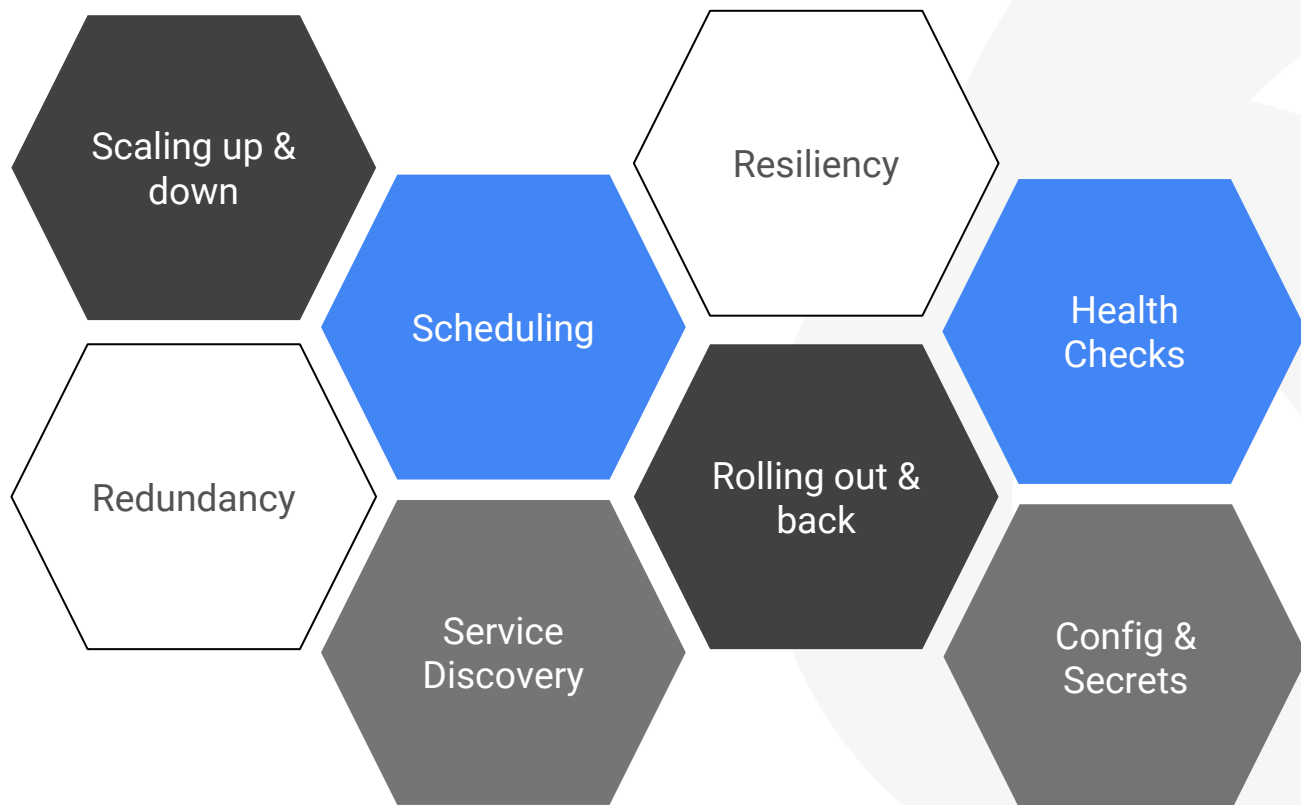 Scaling up &
down
Resiliency
Scheduling
Health
Checks
Redundancy
Rolling out &
back
Service
Discovery
Config &
Secrets